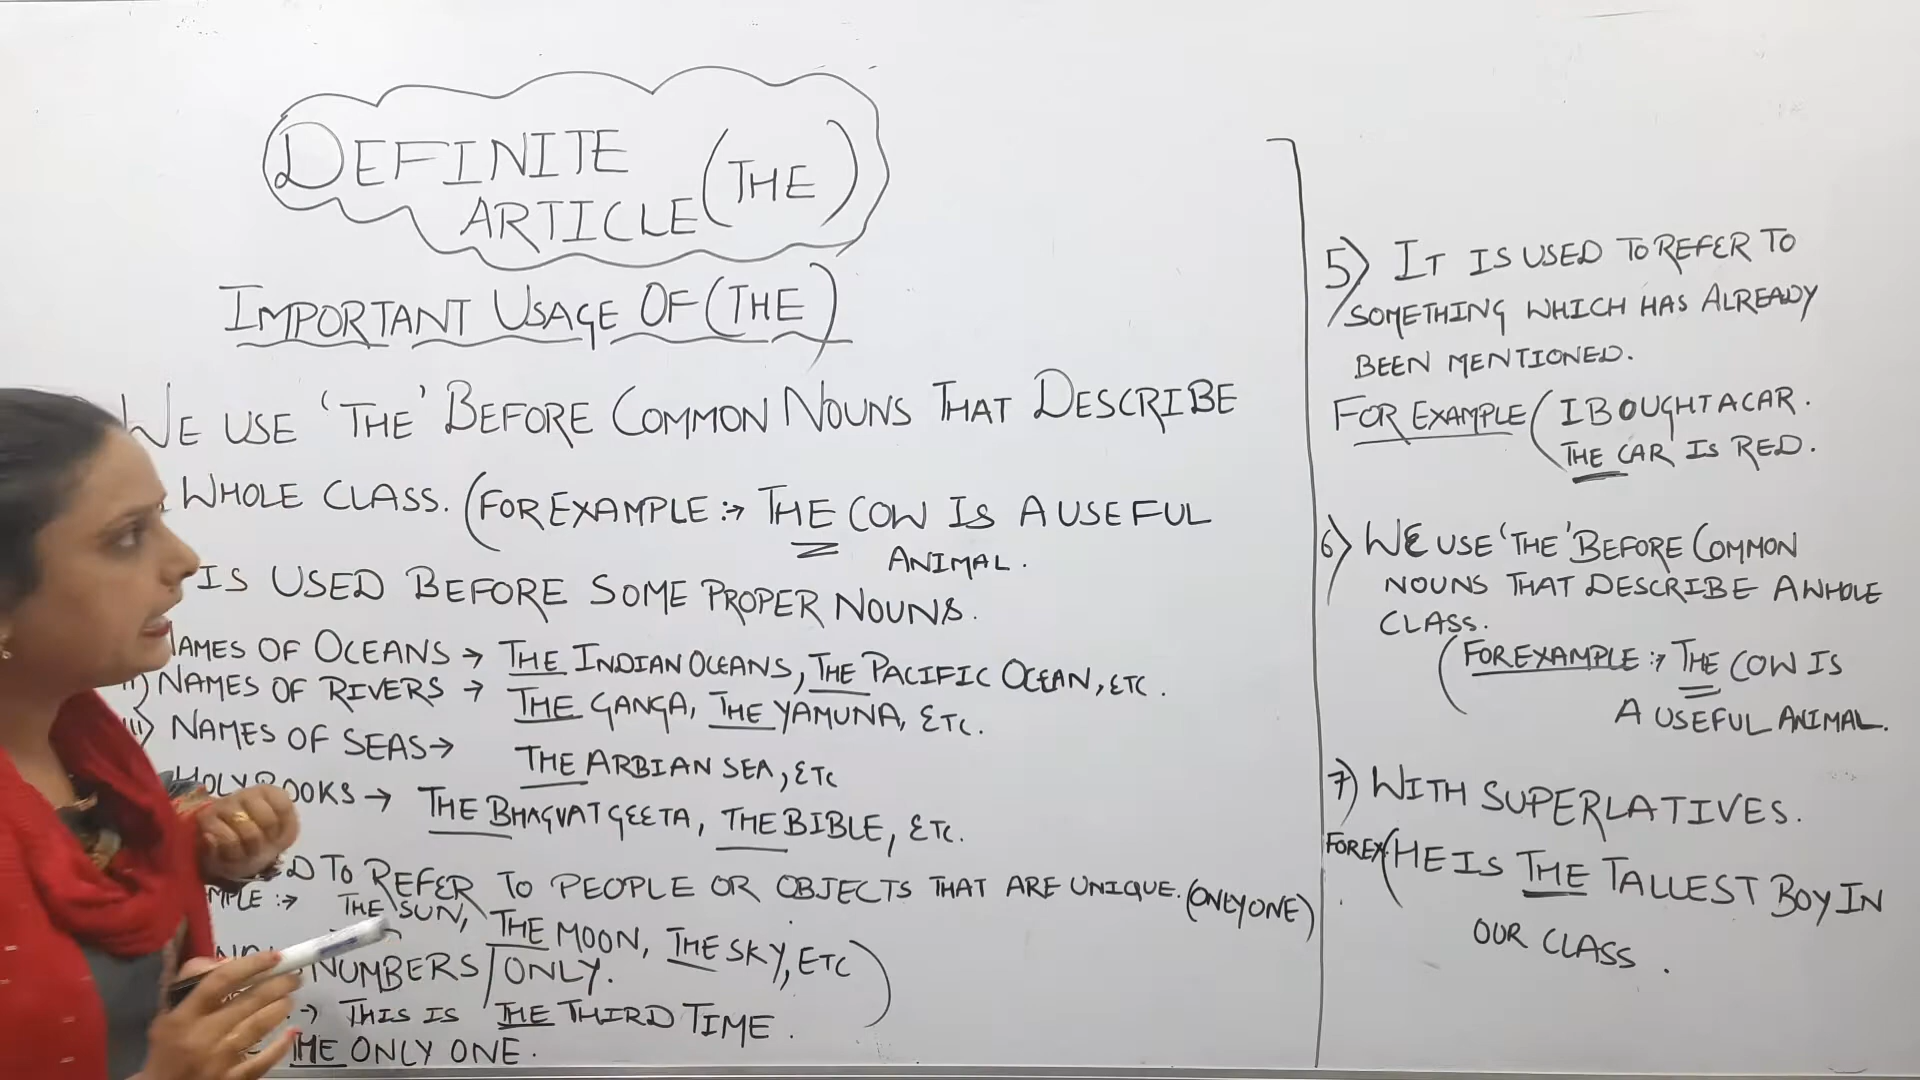 DEFINITE
ARTICLE (THE)
IMPORTANT USAGE OF (THE)
WE USE 'THE' BEFORE COMMON NOUNS THAT DESCRIBE
WHOLE CLASS. (FOR EXAMPLE :→ THE COW IS A USEFUL
ANIMAL.
IS USED BEFORE SOME PROPER NOUNS.
NAMES OF OCEANS → THE INDIAN OCEANS, THE PACIFIC OCEAN, ETC.
ii) NAMES OF RIVERS → THE GANGA, THE YAMUNA, ETC.
iii) NAMES OF SEAS → THE ARBIAN SEA, ETC
HOLY BOOKS → THE BHAGVAT GEETA, THE BIBLE, ETC.
TO REFER TO PEOPLE OR OBJECTS THAT ARE UNIQUE. (ONLY ONE)
:→ THE SUN, THE MOON, THE SKY, ETC)
NUMBERS / ONLY.
→ THIS IS THE THIRD TIME.
THE ONLY ONE.
5) IT IS USED TO REFER TO
SOMETHING WHICH HAS ALREADY
BEEN MENTIONED.
FOR EXAMPLE (I BOUGHT A CAR.
THE CAR IS RED.
6) WE USE 'THE' BEFORE COMMON
NOUNS THAT DESCRIBE A WHOLE
CLASS.
(FOR EXAMPLE :→ THE COW IS
A USEFUL ANIMAL.
7) WITH SUPERLATIVES.
FOR EX (HE IS THE TALLEST BOY IN
OUR CLASS.